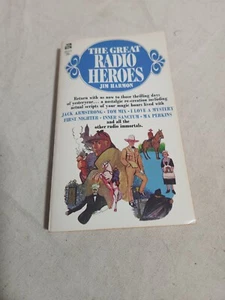 THE GREAT
RADIO
HEROES
JIM HARMON
Return with us now to those thrilling days
of yesteryear... a nostalgic re-creation including
actual scripts of your magic hours lived with
JACK ARMSTRONG · TOM MIX · I LOVE A MYSTERY
FIRST NIGHTER · INNER SANCTUM · MA PERKINS
and all the
other radio immortals.